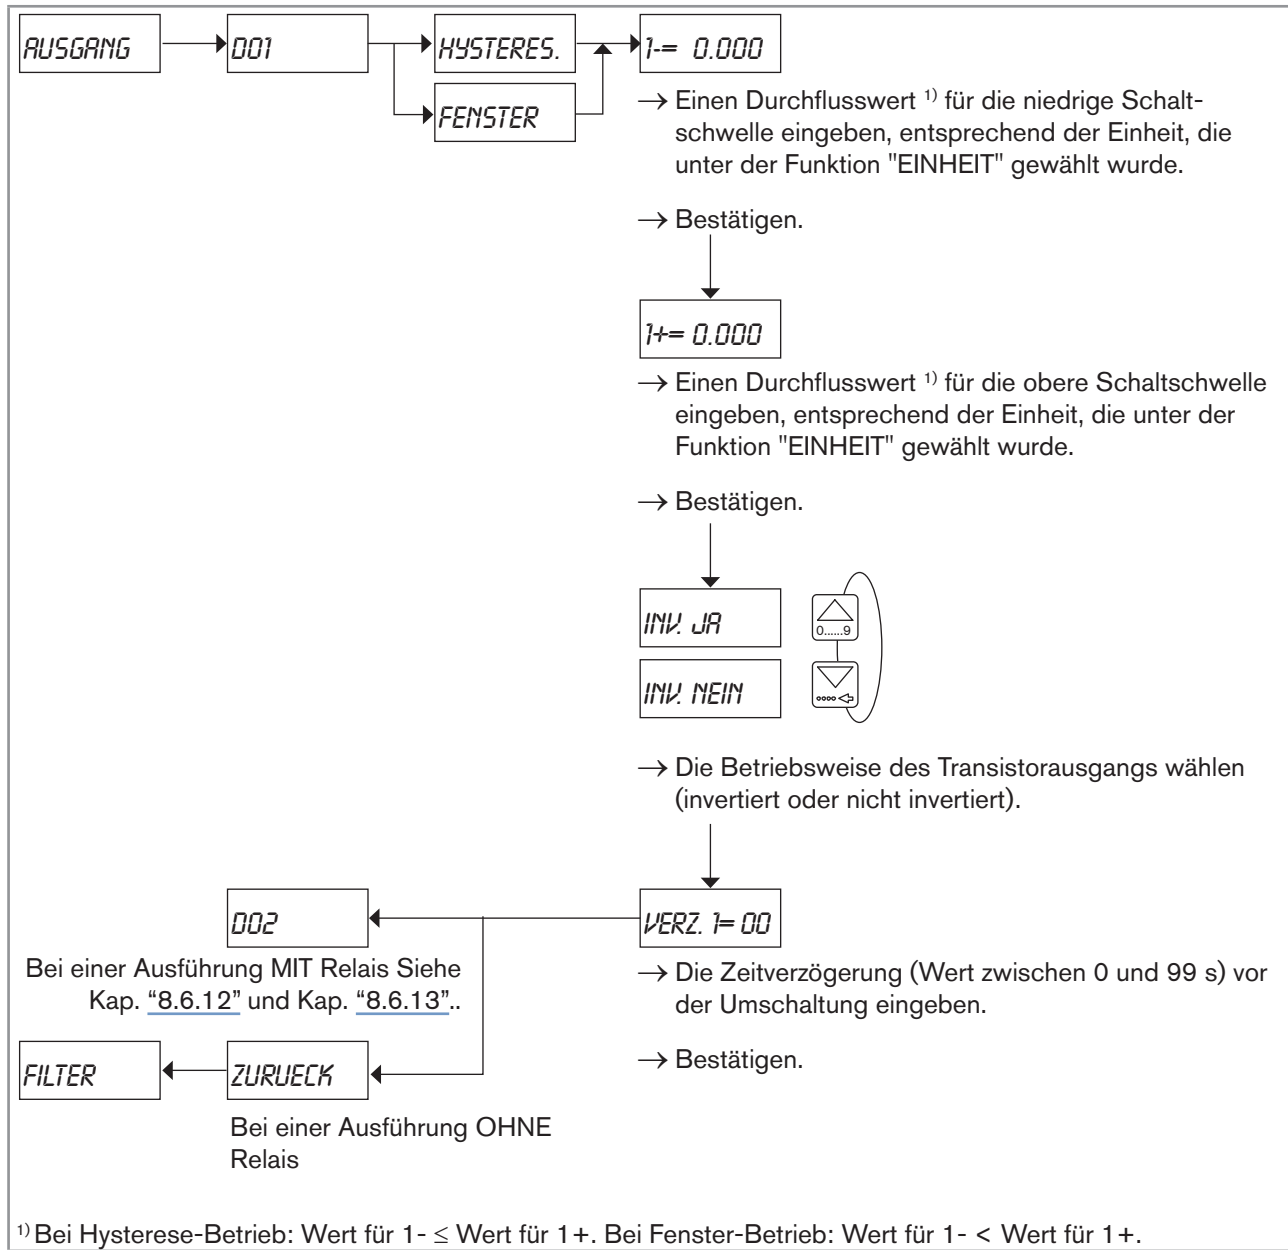 AUSGANG
DO1
HYSTERES.
1-= 0.000
FENSTER
→ Einen Durchflusswert 1) für die niedrige Schalt-
schwelle eingeben, entsprechend der Einheit, die
unter der Funktion "EINHEIT" gewählt wurde.
→ Bestätigen.
1+= 0.000
→ Einen Durchflusswert 1) für die obere Schaltschwelle
eingeben, entsprechend der Einheit, die unter der
Funktion "EINHEIT" gewählt wurde.
→ Bestätigen.
INV. JA
0......9
INV. NEIN
→ Die Betriebsweise des Transistorausgangs wählen
(invertiert oder nicht invertiert).
DO2
VERZ. 1= 00
Bei einer Ausführung MIT Relais Siehe
Kap. “8.6.12” und Kap. “8.6.13”..
→ Die Zeitverzögerung (Wert zwischen 0 und 99 s) vor
der Umschaltung eingeben.
→ Bestätigen.
FILTER
ZURUECK
Bei einer Ausführung OHNE
Relais
1) Bei Hysterese-Betrieb: Wert für 1- ≤ Wert für 1+. Bei Fenster-Betrieb: Wert für 1- < Wert für 1+.